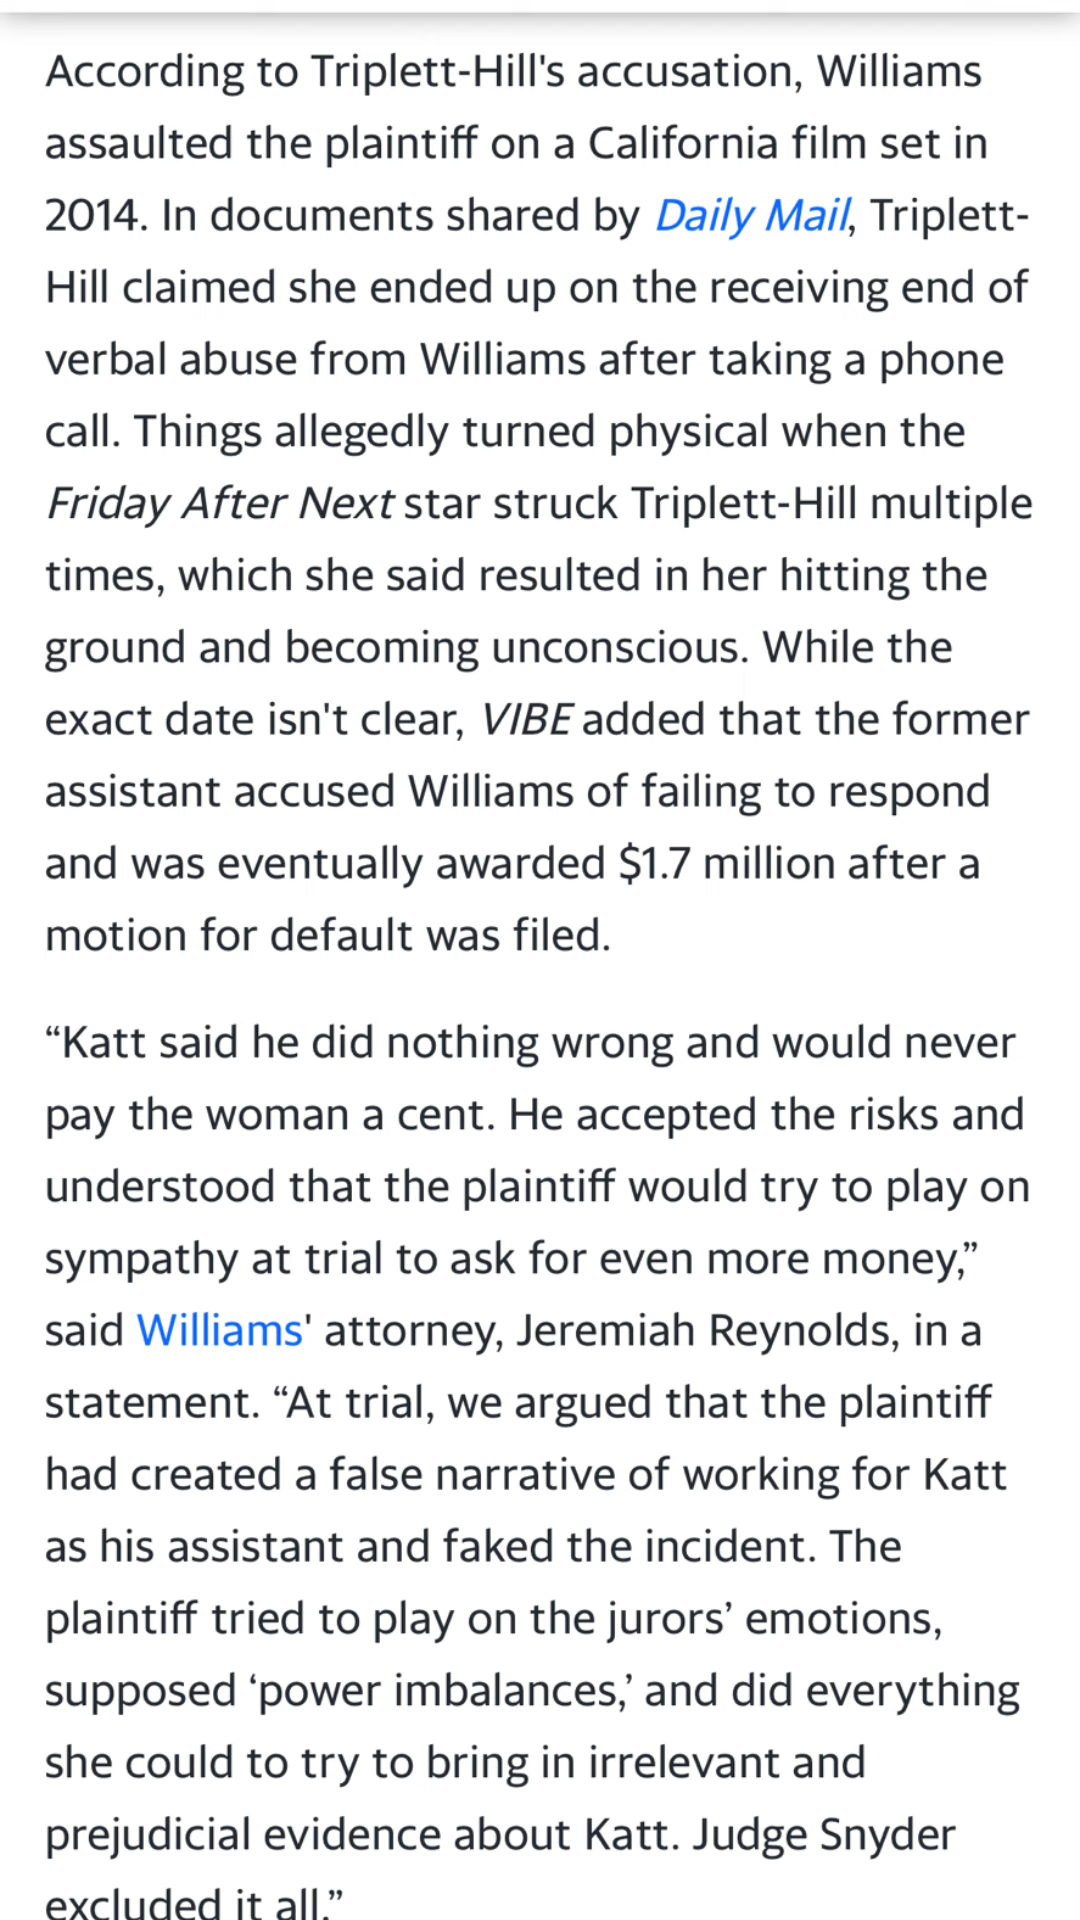 According to Triplett-Hill's accusation, Williams
assaulted the plaintiff on a California film set in
2014. In documents shared by Daily Mail, Triplett-
Hill claimed she ended up on the receiving end of
verbal abuse from Williams after taking a phone
call. Things allegedly turned physical when the
Friday After Next star struck Triplett-Hill multiple
times, which she said resulted in her hitting the
ground and becoming unconscious. While the
exact date isn't clear, VIBE added that the former
assistant accused Williams of failing to respond
and was eventually awarded $1.7 million after a
motion for default was filed.
“Katt said he did nothing wrong and would never
pay the woman a cent. He accepted the risks and
understood that the plaintiff would try to play on
sympathy at trial to ask for even more money,”
said Williams' attorney, Jeremiah Reynolds, in a
statement. “At trial, we argued that the plaintiff
had created a false narrative of working for Katt
as his assistant and faked the incident. The
plaintiff tried to play on the jurors’ emotions,
supposed ‘power imbalances,’ and did everything
she could to try to bring in irrelevant and
prejudicial evidence about Katt. Judge Snyder
excluded it all.”